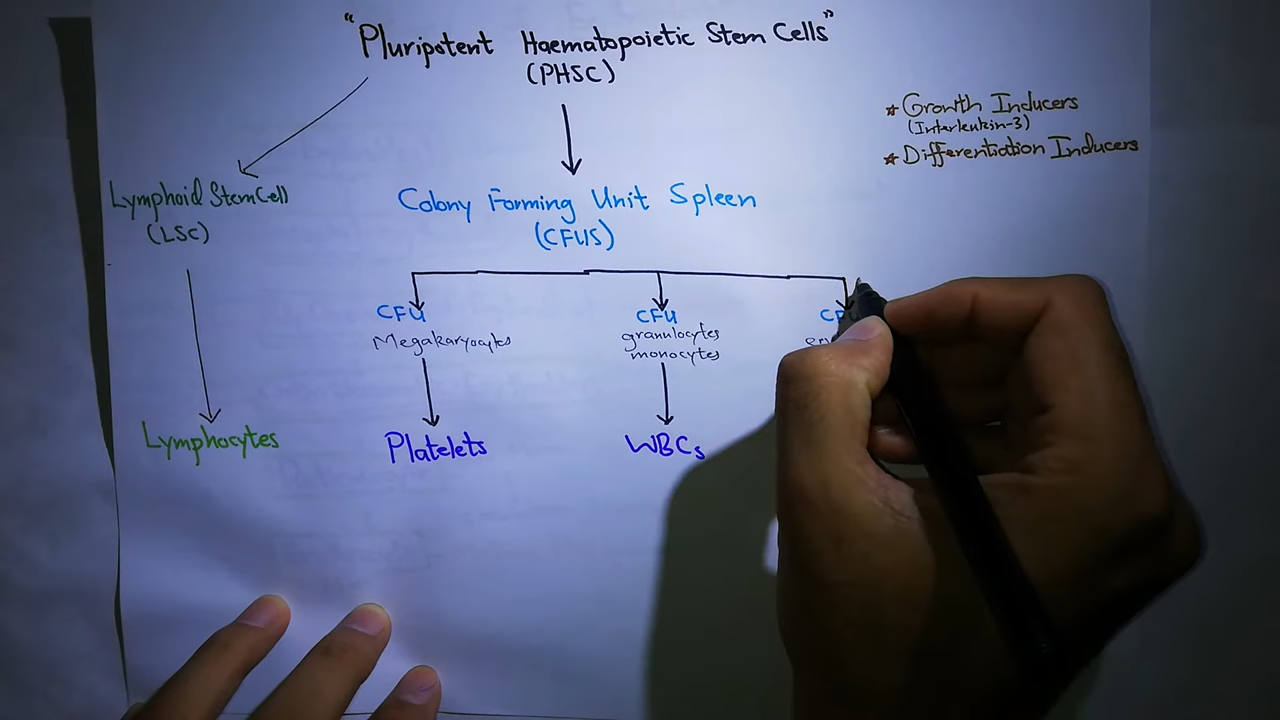 "Pluripotent Haematopoietic Stem Cells"
(PHSC)
* Growth Inducers
(Interleukin-3)
* Differentiation Inducers
Lymphoid Stem Cell
(LSC)
Colony Forming Unit Spleen
(CFUS)
CFU
Megakaryocytes
CFU
granulocytes
monocytes
Lymphocytes
Platelets
WBCs